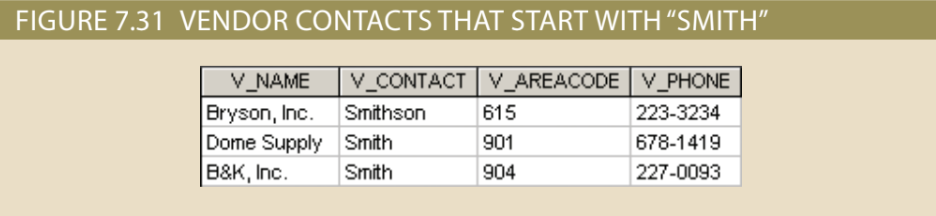 FIGURE 7.31 VENDOR CONTACTS THAT START WITH “SMITH”
V_NAME V_CONTACT V_AREACODE V_PHONE
Bryson, Inc. Smithson 615 223-3234
Dome Supply Smith 901 678-1419
B&K, Inc. Smith 904 227-0093